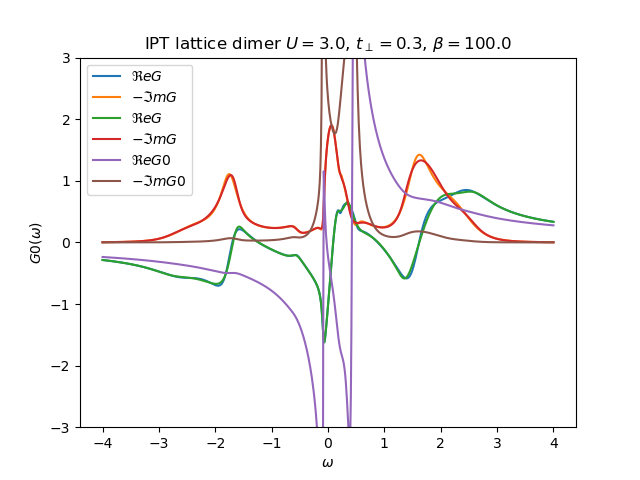 IPT lattice dimer U = 3.0, t⊥ = 0.3, β = 100.0
ℜeG
−ℑmG
ℜeG
−ℑmG
ℜeG0
−ℑmG0
3
2
1
0
−1
−2
−3
G0(ω)
−4 −3 −2 −1 0 1 2 3 4
ω